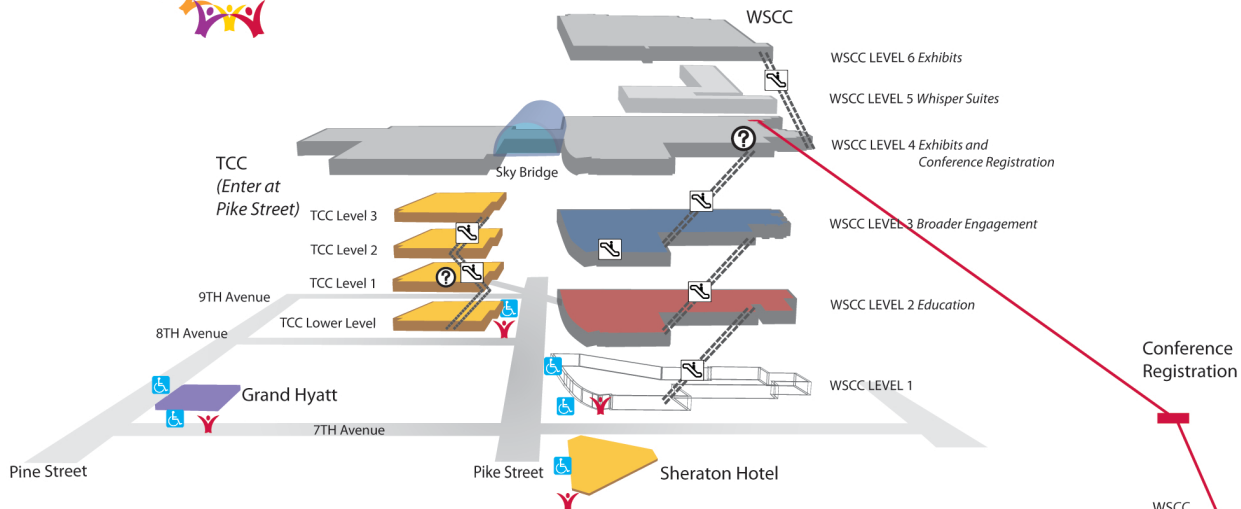 WSCC
WSCC LEVEL 6 Exhibits
WSCC LEVEL 5 Whisper Suites
WSCC LEVEL 4 Exhibits and
Conference Registration
Sky Bridge
TCC
(Enter at
Pike Street)
TCC Level 3
TCC Level 2
TCC Level 1
TCC Lower Level
WSCC LEVEL 3 Broader Engagement
WSCC LEVEL 2 Education
WSCC LEVEL 1
?
?
9TH Avenue
8TH Avenue
Grand Hyatt
7TH Avenue
Pine Street
Pike Street
Sheraton Hotel
Conference
Registration
WSCC